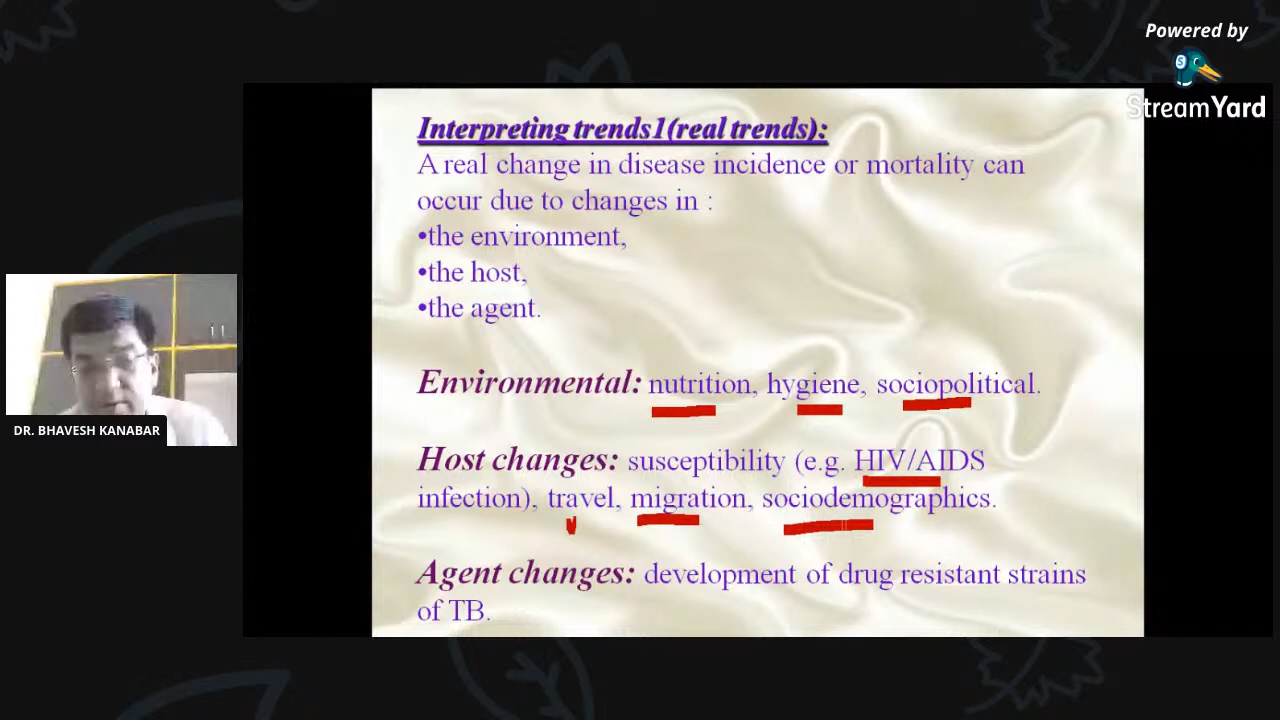 Powered by
StreamYard
Interpreting trends1(real trends):
A real change in disease incidence or mortality can
occur due to changes in :
•the environment,
•the host,
•the agent.
Environmental: nutrition, hygiene, sociopolitical.
Host changes: susceptibility (e.g. HIV/AIDS
infection), travel, migration, sociodemographics.
Agent changes: development of drug resistant strains
of TB.
DR. BHAVESH KANABAR